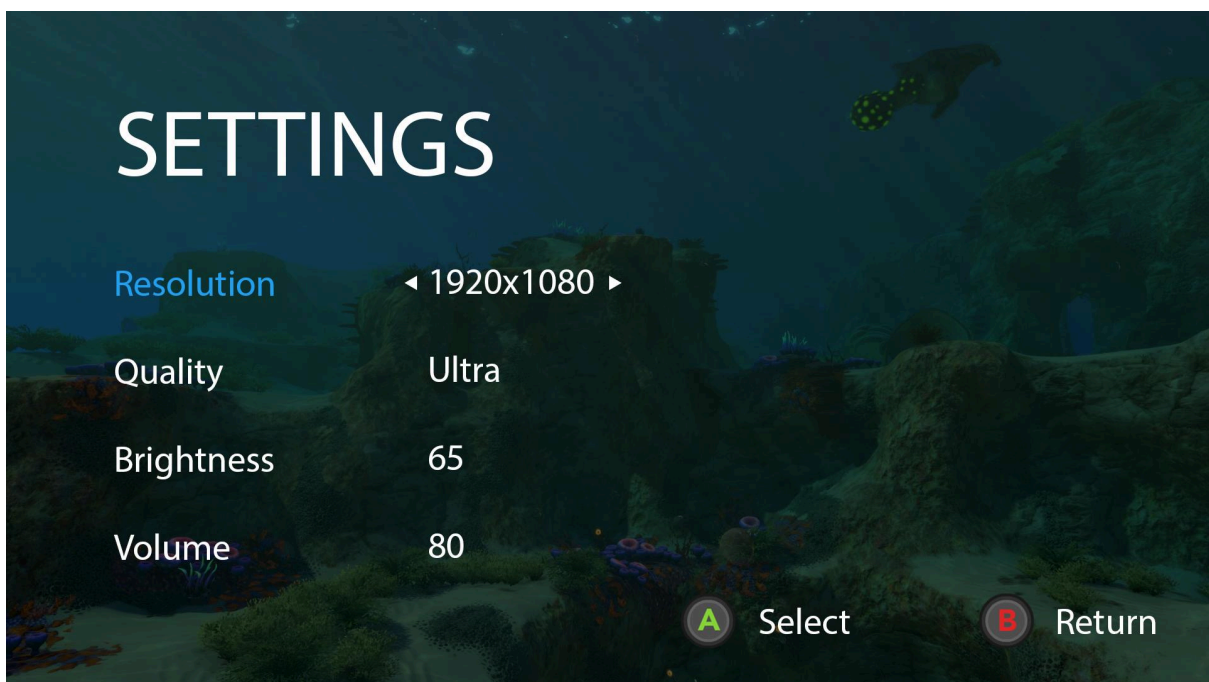 SETTINGS
Resolution 1920x1080
Quality Ultra
Brightness 65
Volume 80
A Select B Return